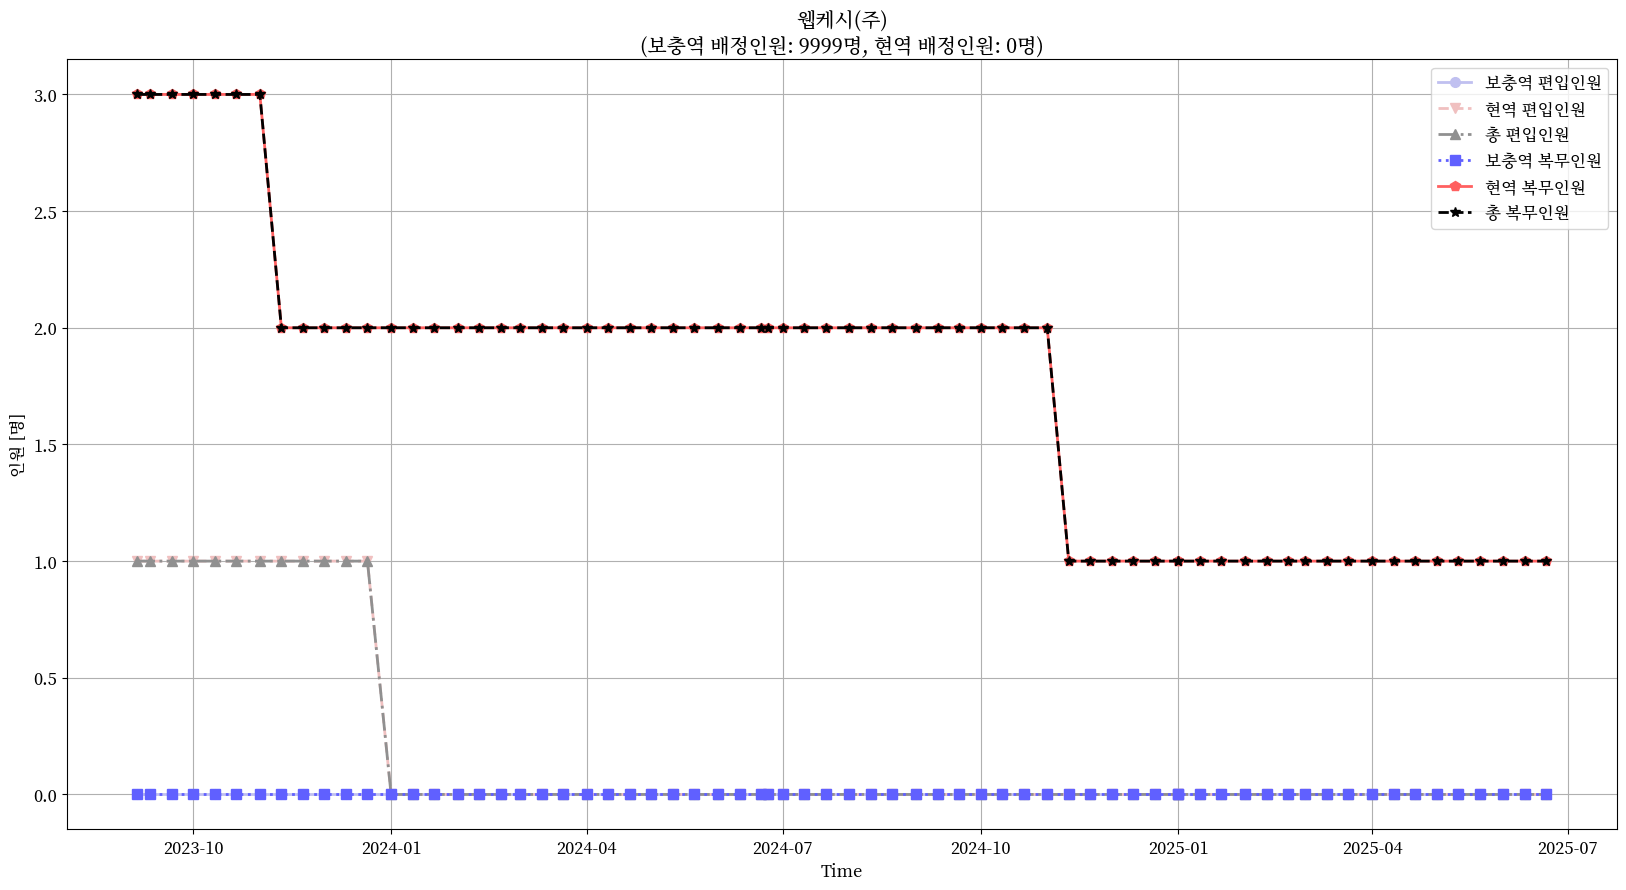 웹케시(주)
(보충역 배정인원: 9999명, 현역 배정인원: 0명)
보충역 편입인원
현역 편입인원
총 편입인원
보충역 복무인원
현역 복무인원
총 복무인원
인원 [명]
3.0
2.5
2.0
1.5
1.0
0.5
0.0
2023-10
2024-01
2024-04
2024-07
2024-10
2025-01
2025-04
2025-07
Time